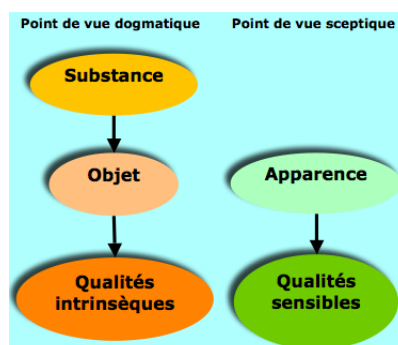 Point de vue dogmatique
Point de vue sceptique
Substance
Objet
Apparence
Qualités
intrinsèques
Qualités
sensibles